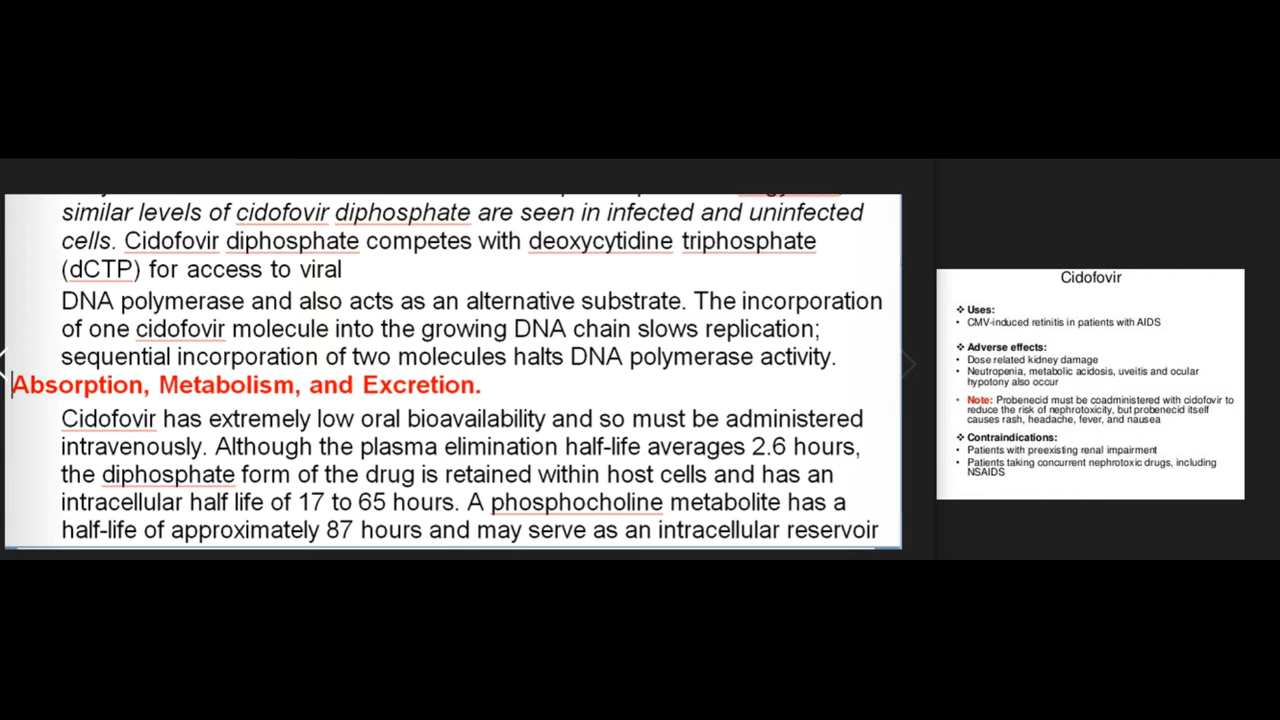 similar levels of cidofovir diphosphate are seen in infected and uninfected
cells. Cidofovir diphosphate competes with deoxycytidine triphosphate
(dCTP) for access to viral
DNA polymerase and also acts as an alternative substrate. The incorporation
of one cidofovir molecule into the growing DNA chain slows replication;
sequential incorporation of two molecules halts DNA polymerase activity.
Absorption, Metabolism, and Excretion.
Cidofovir has extremely low oral bioavailability and so must be administered
intravenously. Although the plasma elimination half-life averages 2.6 hours,
the diphosphate form of the drug is retained within host cells and has an
intracellular half life of 17 to 65 hours. A phosphocholine metabolite has a
half-life of approximately 87 hours and may serve as an intracellular reservoir
Cidofovir
❖ Uses:
• CMV-induced retinitis in patients with AIDS
❖ Adverse effects:
• Dose related kidney damage
• Neutropenia, metabolic acidosis, uveitis and ocular
hypotony also occur
• Note: Probenecid must be coadministered with cidofovir to
reduce the risk of nephrotoxicity, but probenecid itself
causes rash, headache, fever, and nausea
❖ Contraindications:
• Patients with preexisting renal impairment
• Patients taking concurrent nephrotoxic drugs, including
NSAIDS